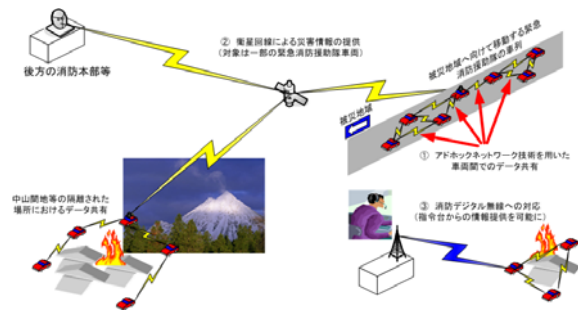 ② 衛星回線による災害情報の提供
(対象は一部の緊急消防援助隊車両)
後方の消防本部等
被災地域へ向けて移動する緊急
消防援助隊の車列
被災地域
① アドホックネットワーク技術を用いた
車両間でのデータ共有
中山間地等の隔離された
場所におけるデータ共有
③ 消防デジタル無線への対応
(指令台からの情報提供を可能に)